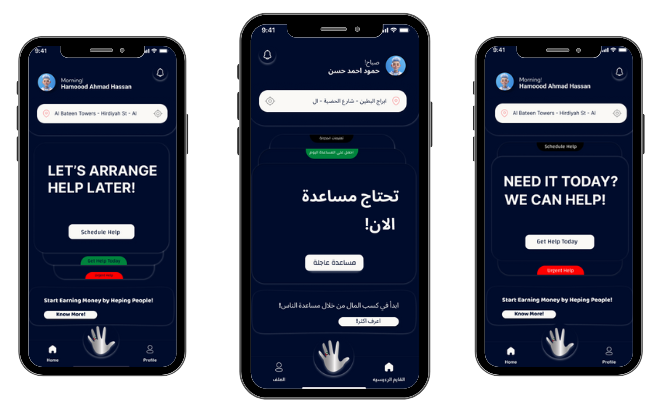 9:41
Morning!
Hamoood Ahmad Hassan
Al Bateen Towers - Hirdiyah St - Al
LET'S ARRANGE
HELP LATER!
Schedule Help
Get Help Today
Start Earning Money by Heping People!
Know More!
Home
Profile
9:41
صباح!
حمود احمد حسن
ابراج البطين - شارع الحصية - ال
احصل على المساعدة اليوم
تحتاج مساعدة
الان!
مساعدة عاجلة
ابدأ في كسب المال من خلال مساعدة الناس!
اعرف اكثر!
الملف
القايم الرديسيه
9:41
Morning!
Hamoood Ahmad Hassan
Al Bateen Towers - Hirdiyah St - Al
Schedule Help
NEED IT TODAY?
WE CAN HELP!
Get Help Today
Expert Help
Start Earning Money by Heping People!
Know More!
Home
Profile